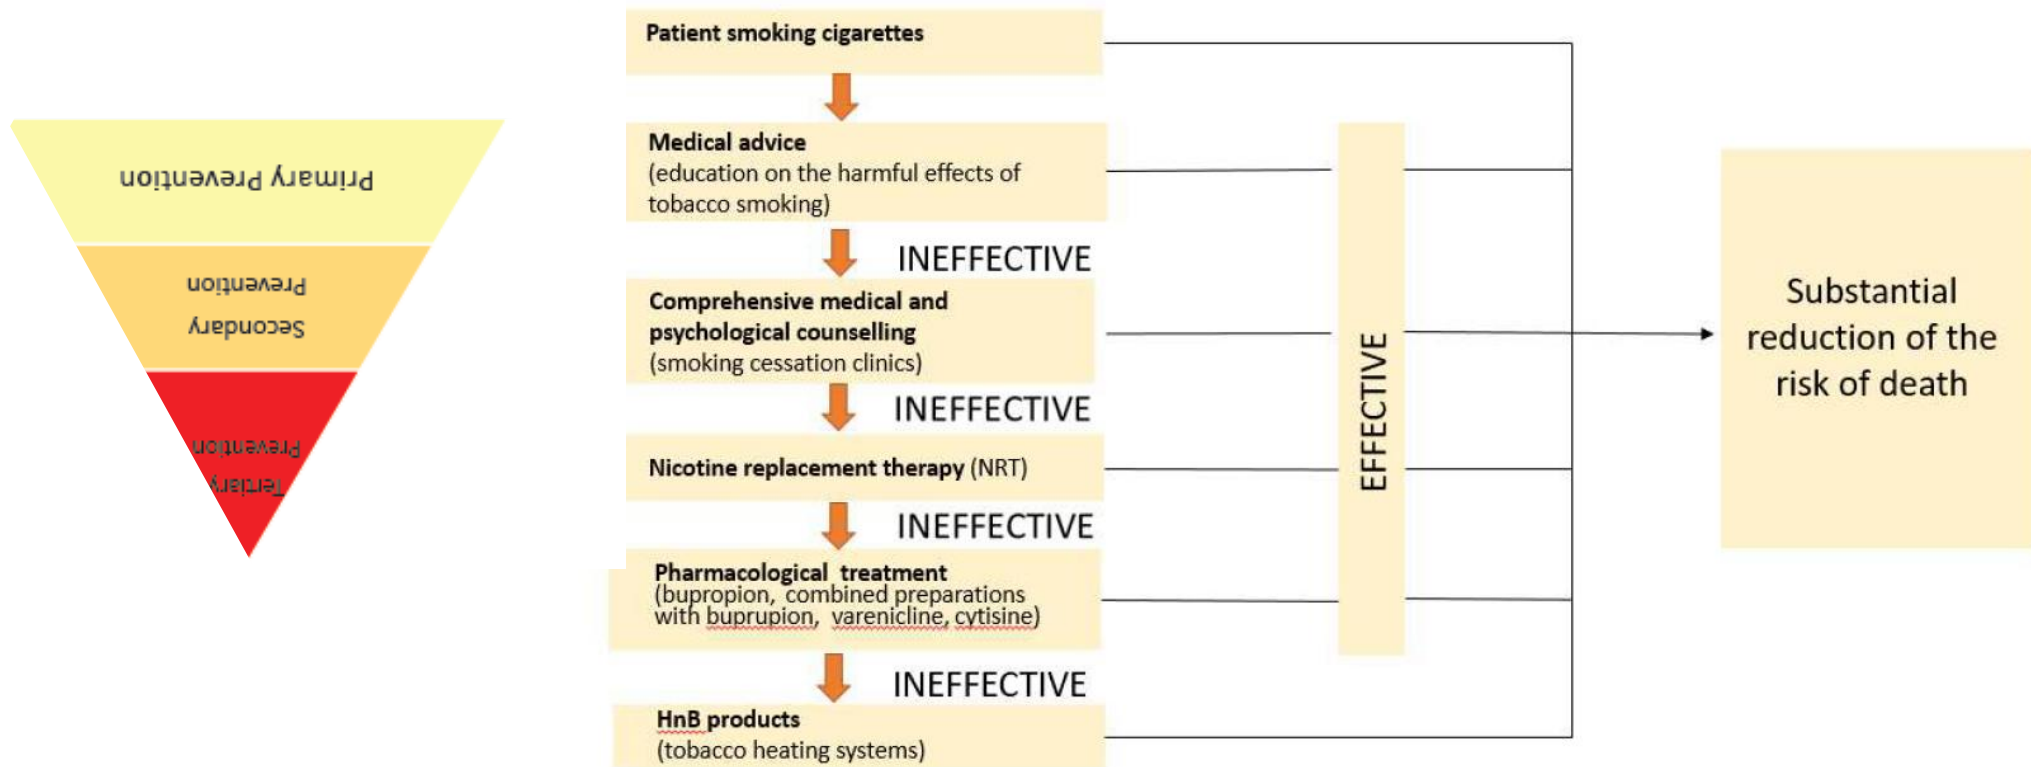 Primary Prevention
Secondary
Prevention
Tertiary
Prevention
Patient smoking cigarettes
Medical advice
(education on the harmful effects of
tobacco smoking)
INEFFECTIVE
Comprehensive medical and
psychological counselling
(smoking cessation clinics)
INEFFECTIVE
Nicotine replacement therapy (NRT)
INEFFECTIVE
Pharmacological treatment
(bupropion, combined preparations
with buprupion, varenicline, cytisine)
INEFFECTIVE
HnB products
(tobacco heating systems)
EFFECTIVE
Substantial
reduction of the
risk of death